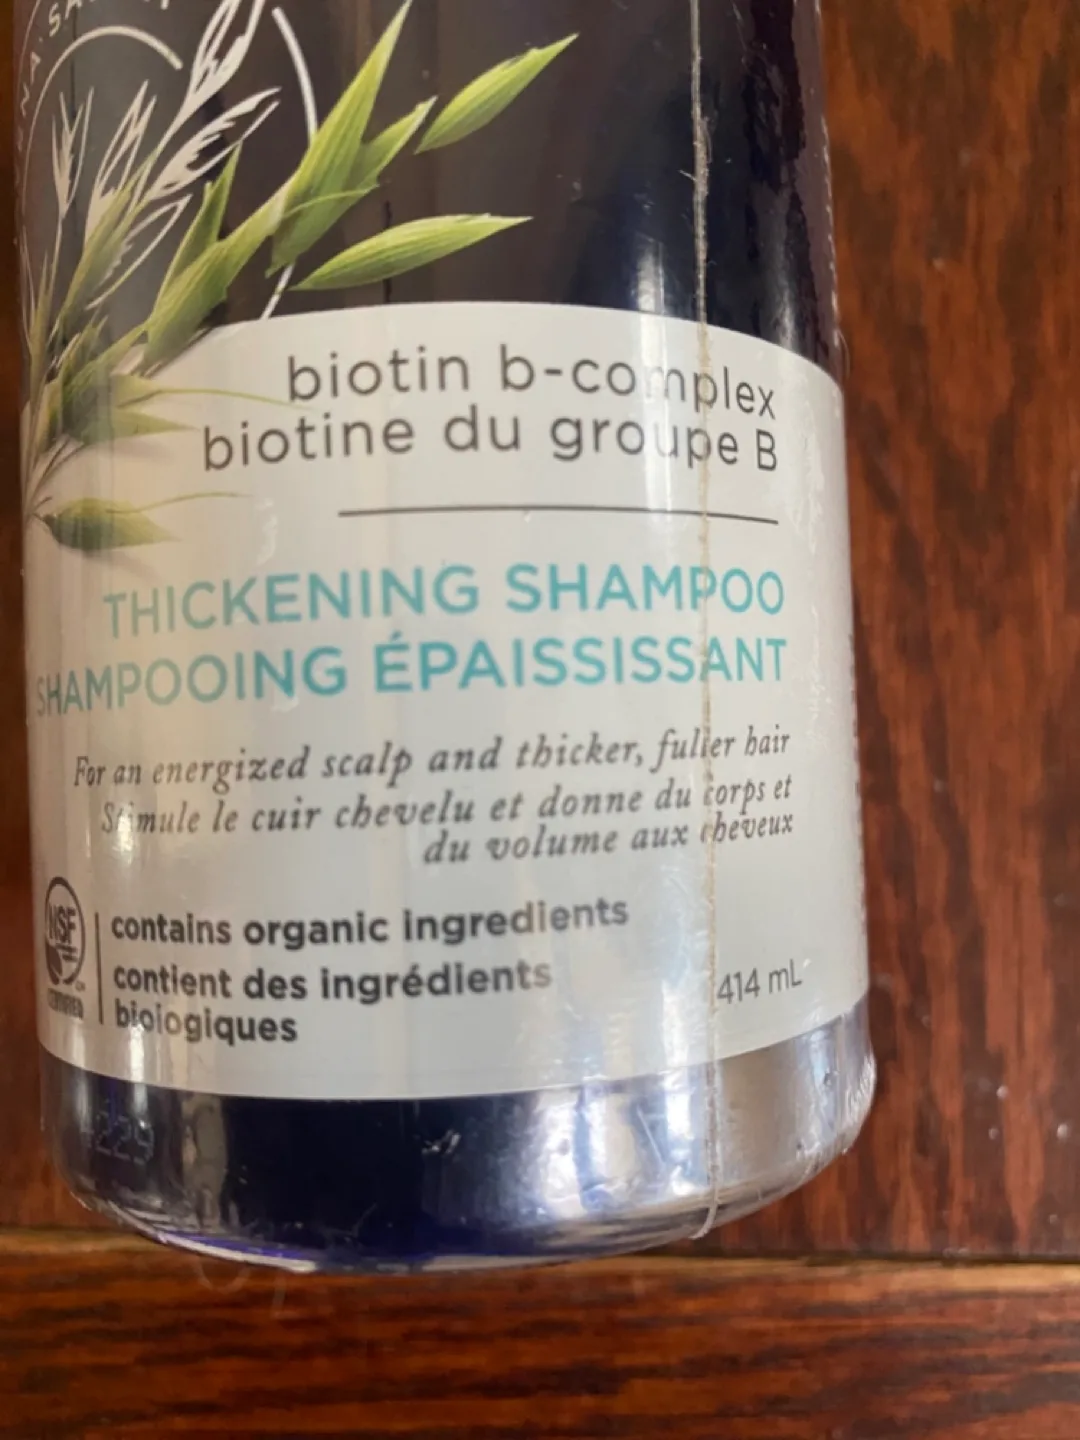 biotin b-complex
biotine du groupe B
THICKENING SHAMPOO
SHAMPOOING ÉPAISSISSANT
For an energized scalp and thicker, fuller hair
Stimule le cuir chevelu et donne du corps et
du volume aux cheveux
NSF
contains organic ingredients
contient des ingrédients
biologiques
414 mL
229